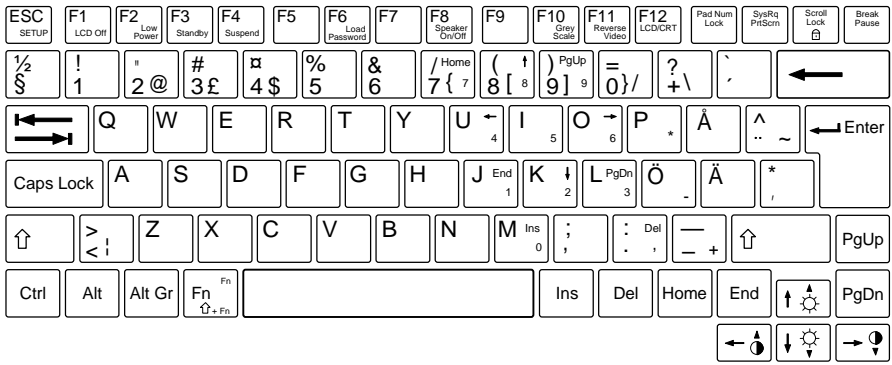 ESC F1 F2 F3 F4 F5 F6 F7 F8 F9 F10 F11 F12 Pad Num SysRq Scroll Break
SETUP LCD Off Low Power Standby Suspend Load Password Speaker On/Off Grey Scale Reverse Video LCD/CRT Lock PrtScrn Lock Pause
½ ! " # ¤ % & / Home ( ↑ ) PgUp = ? `
§ 1 2 @ 3 £ 4 $ 5 6 7 { 7 8 [ 8 9 ] 9 0 } / + \ ´ ←
Q W E R T Y U ← I O → P Å ^ ← Enter
4 5 6 * ¨ ~
Caps Lock A S D F G H J End K ↓ L PgDn Ö Ä *
1 2 3 - ,
⇧ > Z X C V B N M Ins ; : Del — ⇧ PgUp
< ¦ 0 , . , _ +
Ctrl Alt Alt Gr Fn Fn Ins Del Home End ↑ PgDn
⇧ + Fn
← ↓ →